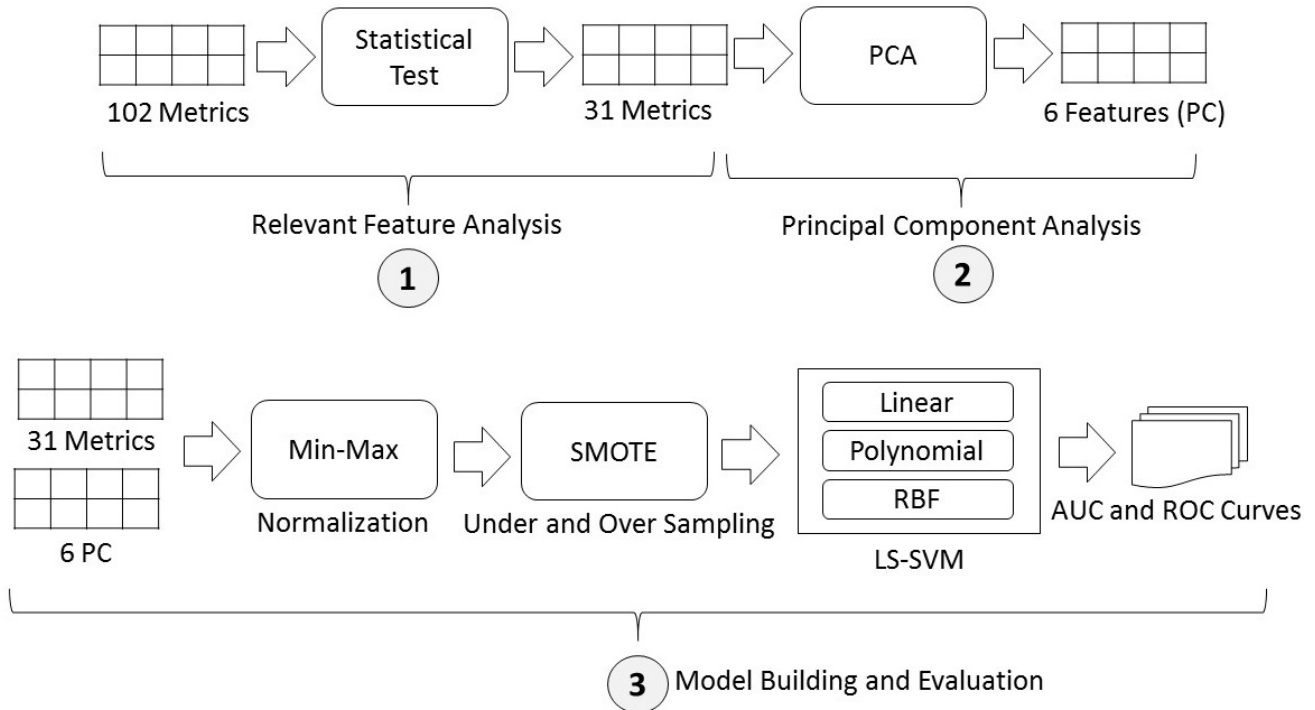 102 Metrics
Statistical
Test
31 Metrics
PCA
6 Features (PC)
Relevant Feature Analysis
1
Principal Component Analysis
2
31 Metrics
6 PC
Min-Max
Normalization
SMOTE
Under and Over Sampling
Linear
Polynomial
RBF
LS-SVM
AUC and ROC Curves
3 Model Building and Evaluation